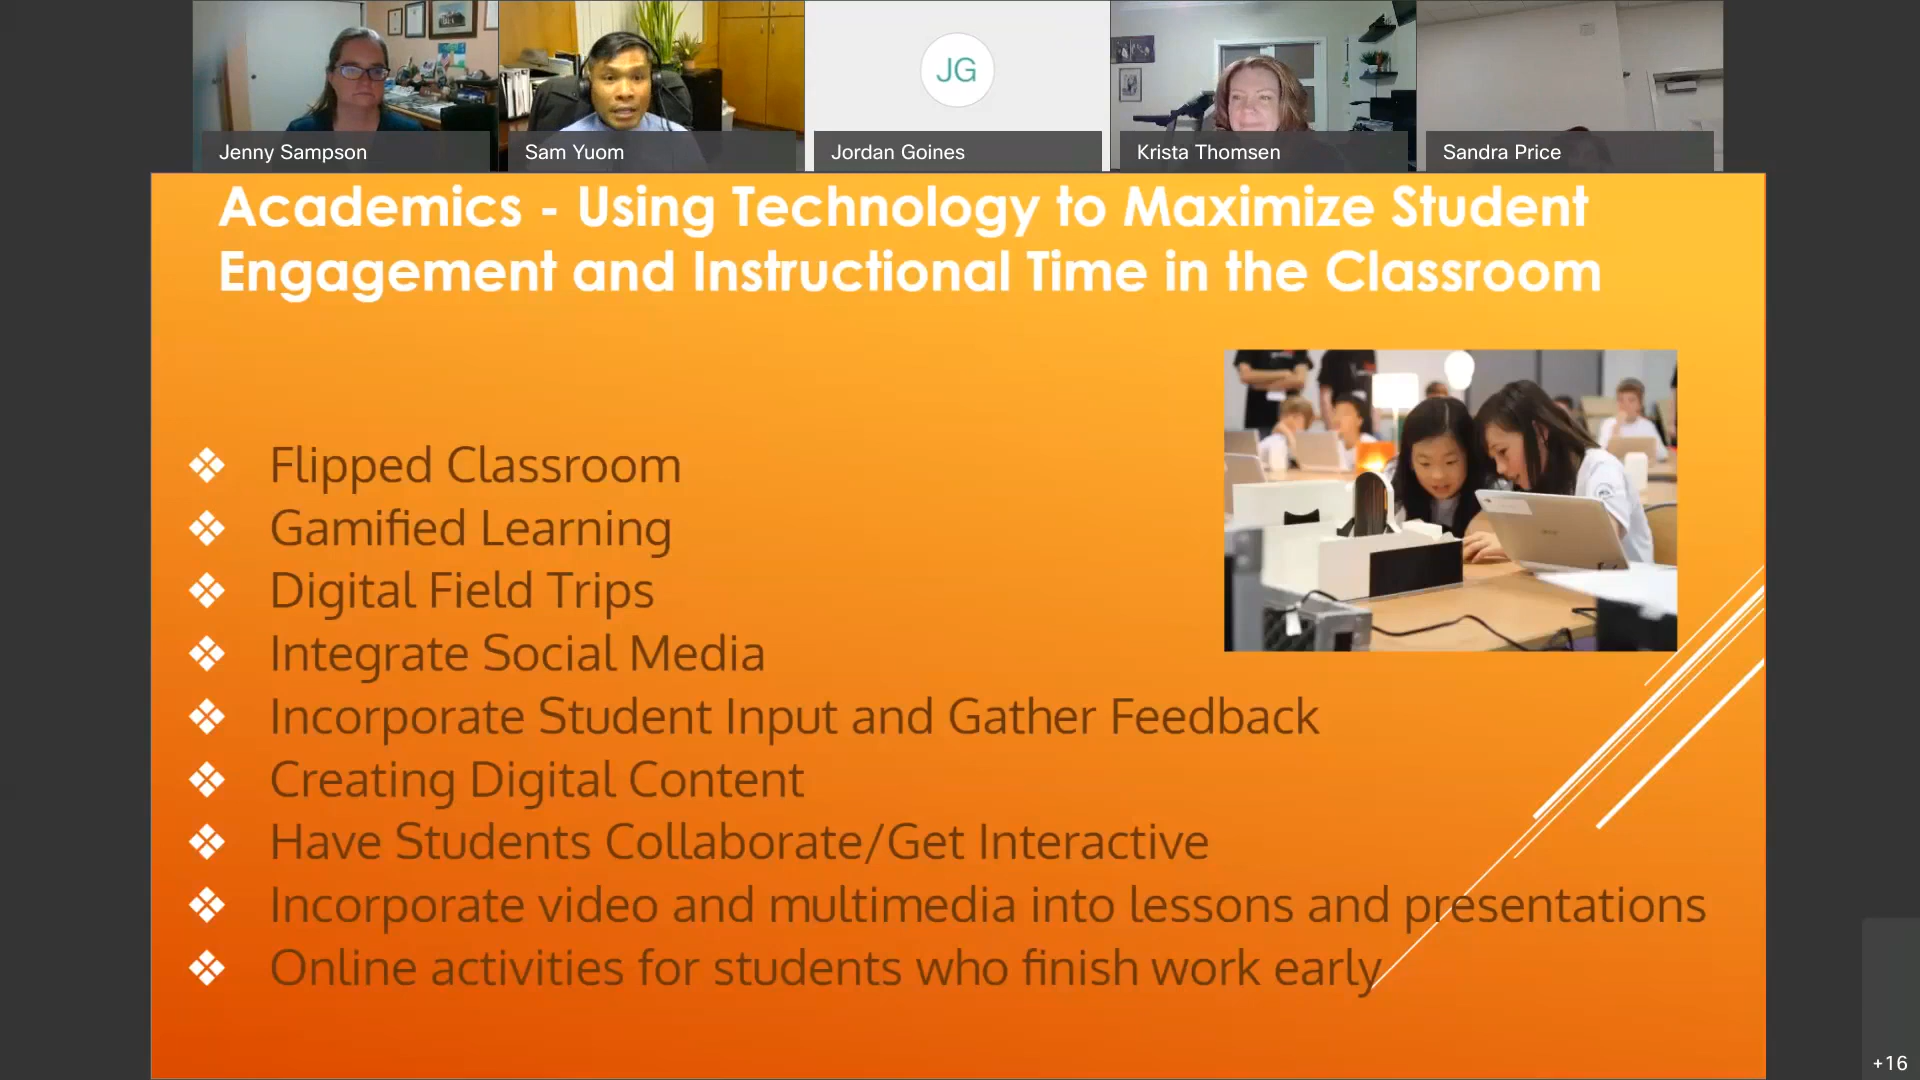 JG
Jenny Sampson
Sam Yuom
Jordan Goines
Krista Thomsen
Sandra Price
Academics - Using Technology to Maximize Student
Engagement and Instructional Time in the Classroom
Flipped Classroom
Gamified Learning
Digital Field Trips
Integrate Social Media
Incorporate Student Input and Gather Feedback
Creating Digital Content
Have Students Collaborate/Get Interactive
Incorporate video and multimedia into lessons and presentations
Online activities for students who finish work early
+16